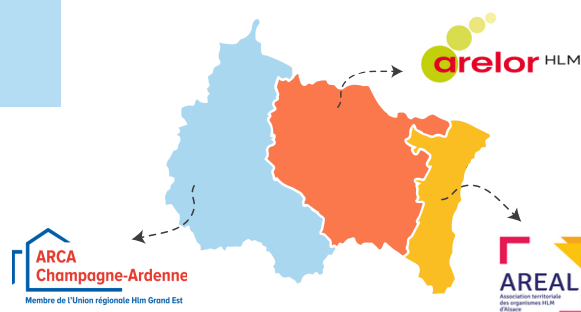 arelor HLM
ARCA
Champagne-Ardenne
Membre de l'Union régionale Hlm Grand Est
AREAL
Association territoriale
des organismes HLM
d'Alsace